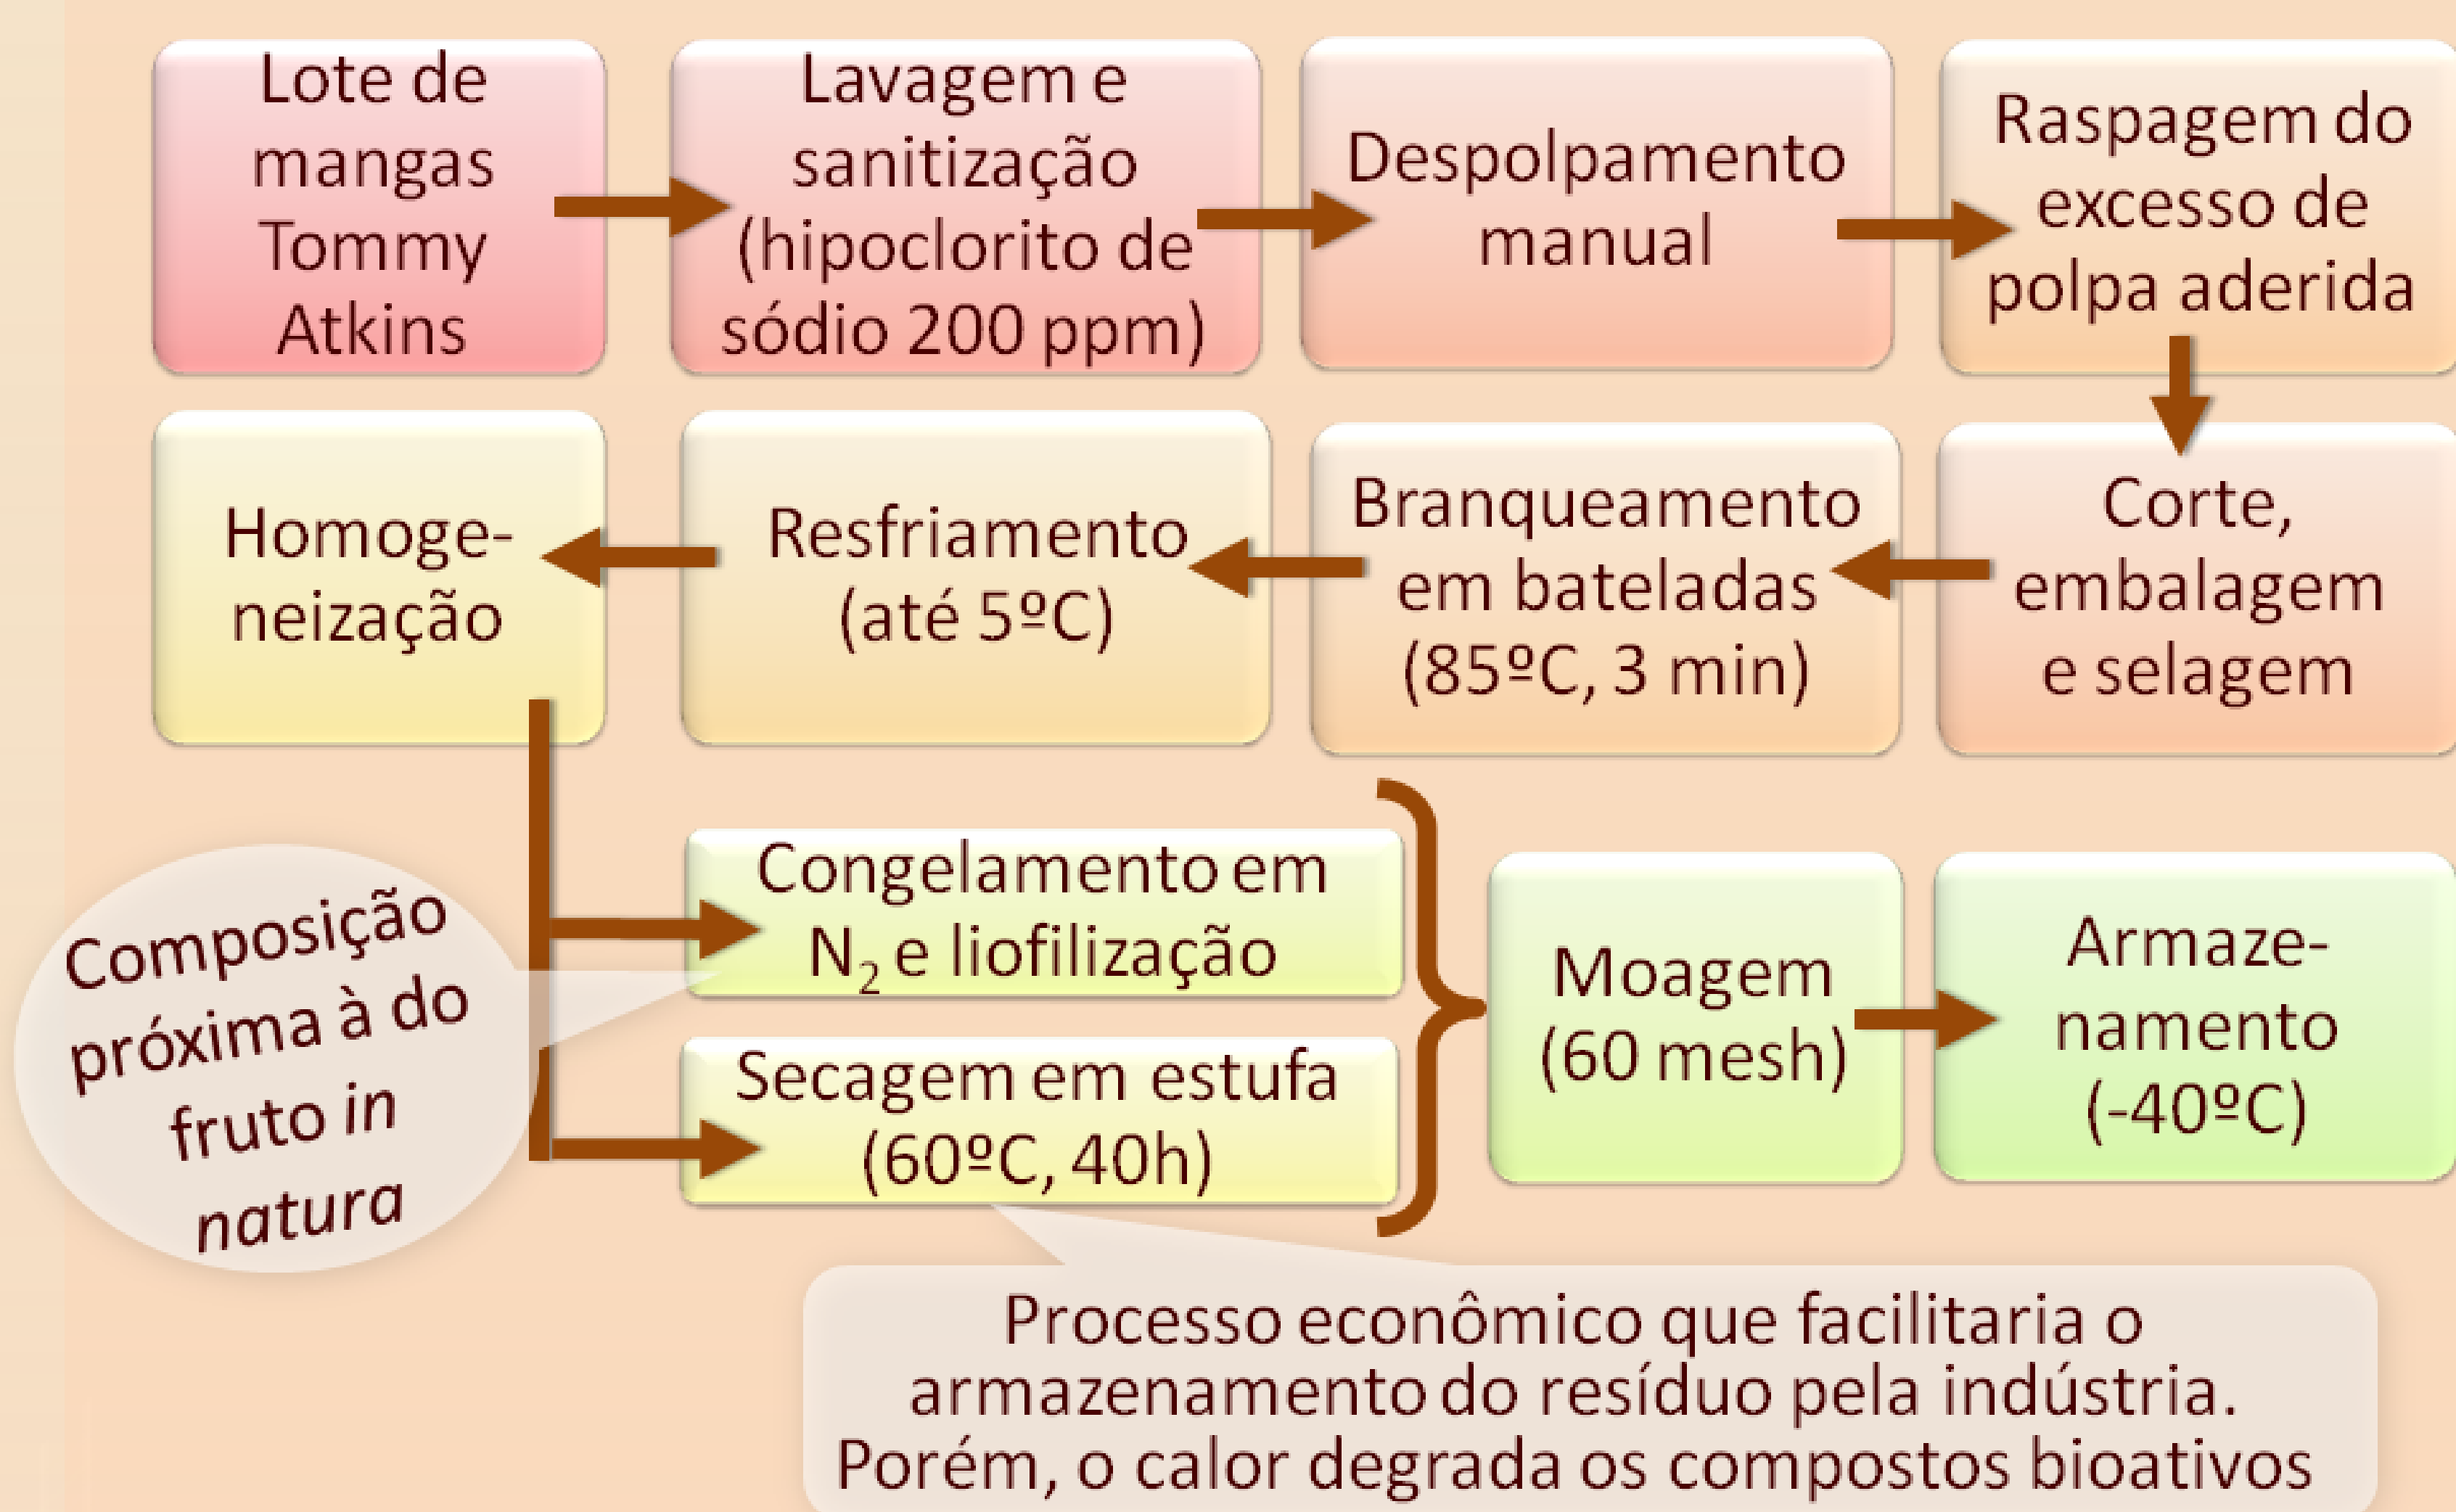 Lote de
mangas
Tommy
Atkins
Lavagem e
sanitização
(hipoclorito de
sódio 200 ppm)
Despolpamento
manual
Raspagem do
excesso de
polpa aderida
Corte,
embalagem
e selagem
Branqueamento
em bateladas
(85ºC, 3 min)
Resfriamento
(até 5ºC)
Homoge-
neização
Composição
próxima à do
fruto in
natura
Congelamento em
N₂ e liofilização
Secagem em estufa
(60ºC, 40h)
Moagem
(60 mesh)
Armaze-
namento
(-40ºC)
Processo econômico que facilitaria o
armazenamento do resíduo pela indústria.
Porém, o calor degrada os compostos bioativos